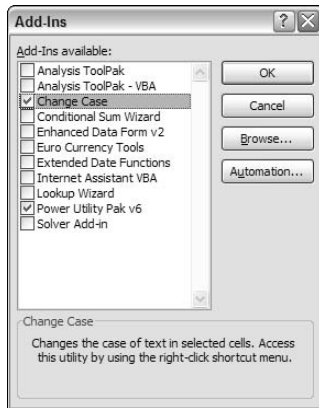 Add-Ins
Add-Ins available:
Analysis ToolPak
Analysis ToolPak - VBA
Change Case
Conditional Sum Wizard
Enhanced Data Form v2
Euro Currency Tools
Extended Date Functions
Internet Assistant VBA
Lookup Wizard
Power Utility Pak v6
Solver Add-in
OK
Cancel
Browse...
Automation...
Change Case
Changes the case of text in selected cells. Access
this utility by using the right-click shortcut menu.